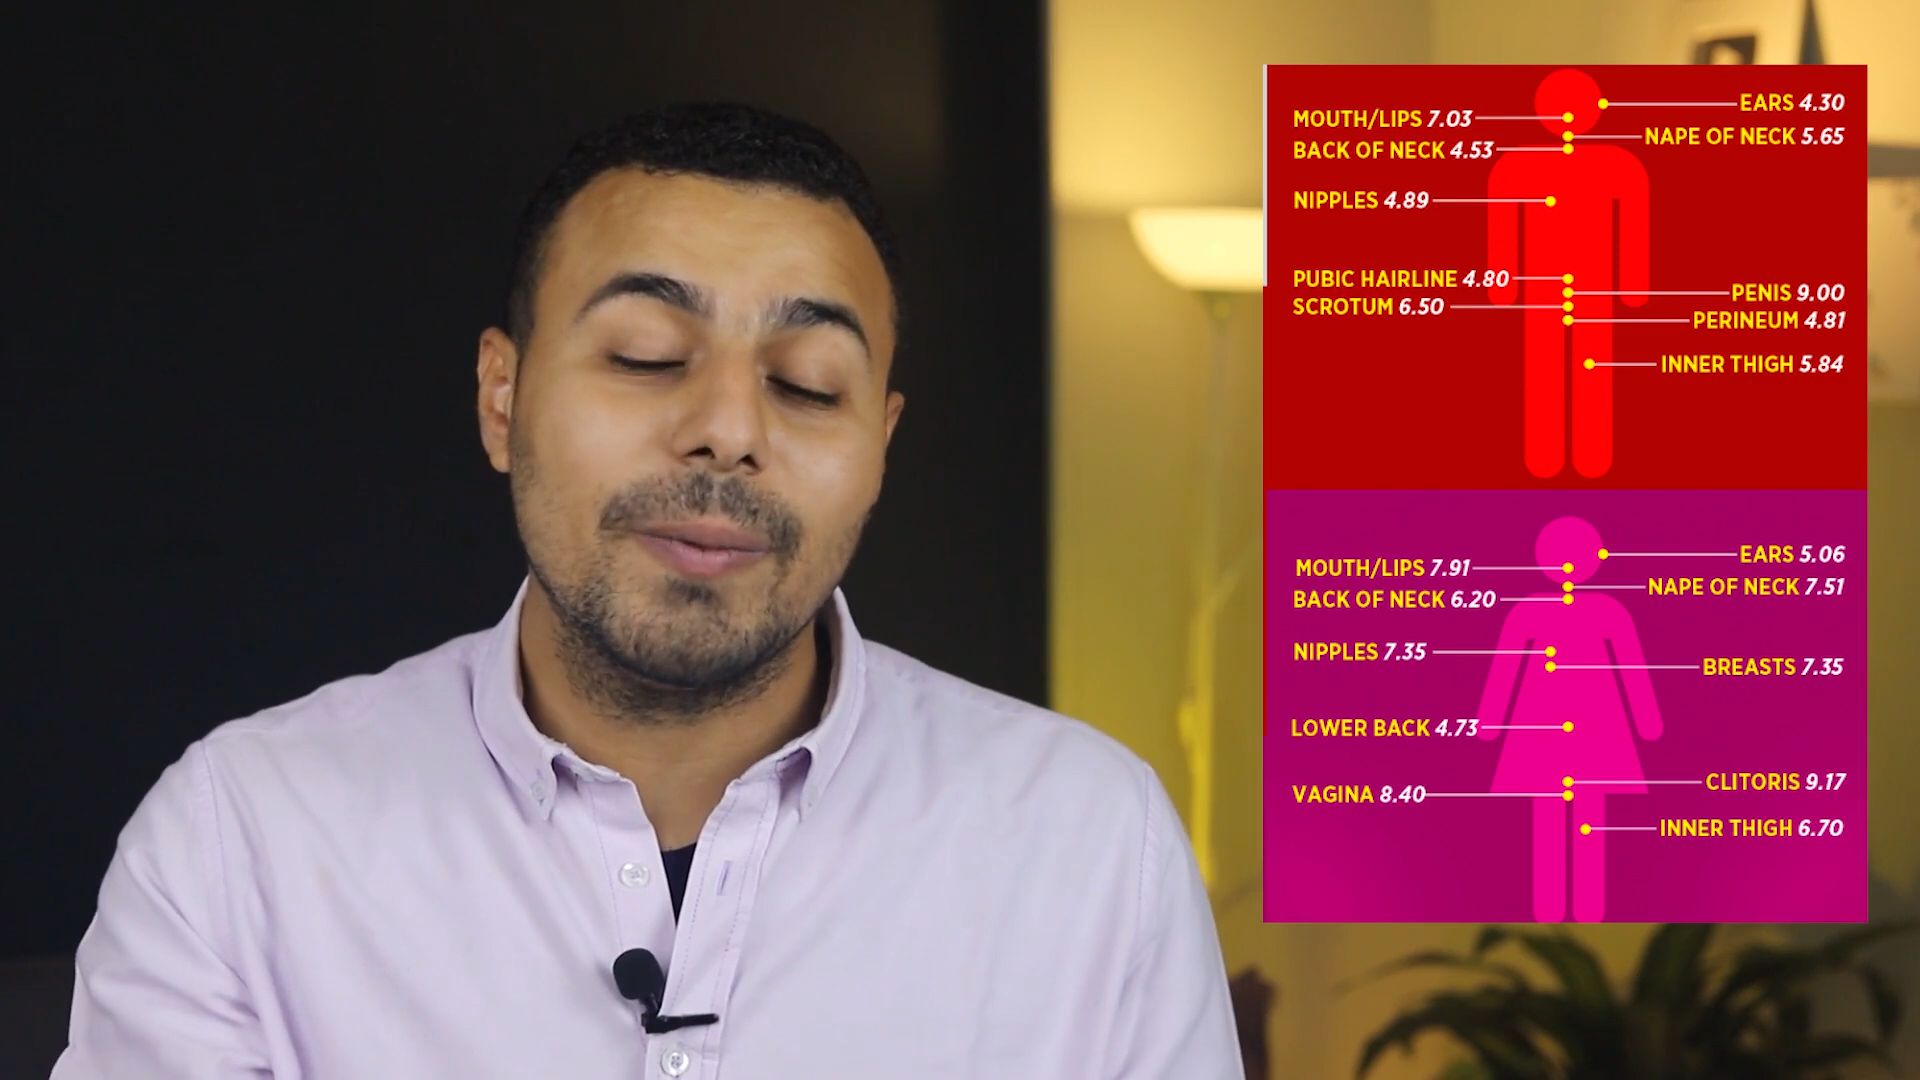 EARS 4.30
MOUTH/LIPS 7.03
NAPE OF NECK 5.65
BACK OF NECK 4.53
NIPPLES 4.89
PUBIC HAIRLINE 4.80
PENIS 9.00
SCROTUM 6.50
PERINEUM 4.81
INNER THIGH 5.84
EARS 5.06
MOUTH/LIPS 7.91
NAPE OF NECK 7.51
BACK OF NECK 6.20
NIPPLES 7.35
BREASTS 7.35
LOWER BACK 4.73
CLITORIS 9.17
VAGINA 8.40
INNER THIGH 6.70